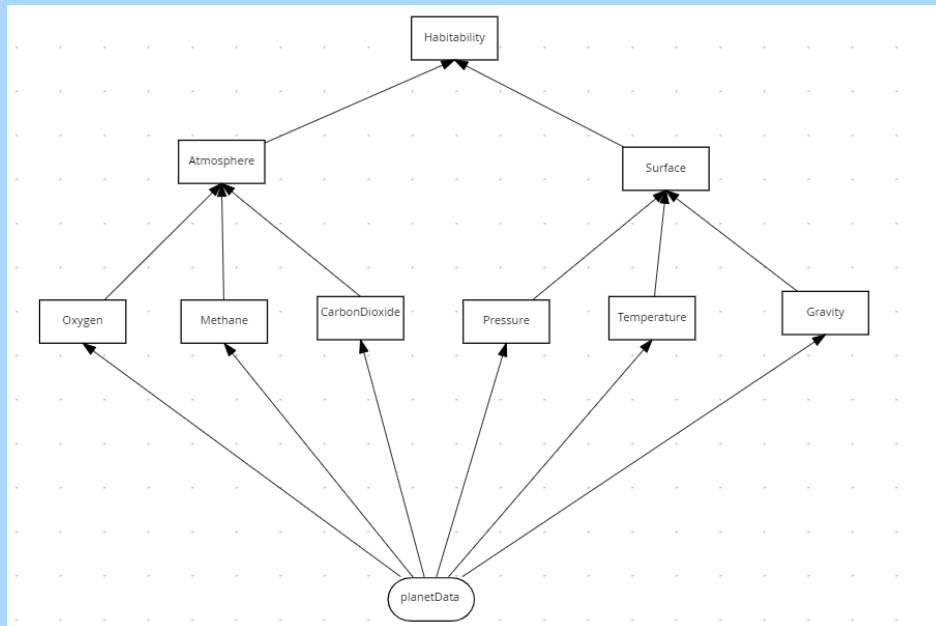 Habitability
Atmosphere
Surface
Oxygen
Methane
CarbonDioxide
Pressure
Temperature
Gravity
planetData